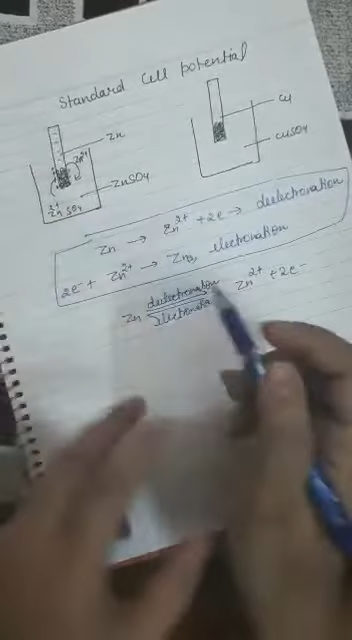 Standard Cell potential
Zn
Zn2+
ZnSO4
Zn2+ SO4
Cu
CuSO4
Zn → Zn2+ + 2e → deelectronation
2e- + Zn2+ → Zn(s) electronation
Zn deelectronation Zn2+ + 2e-
electronation